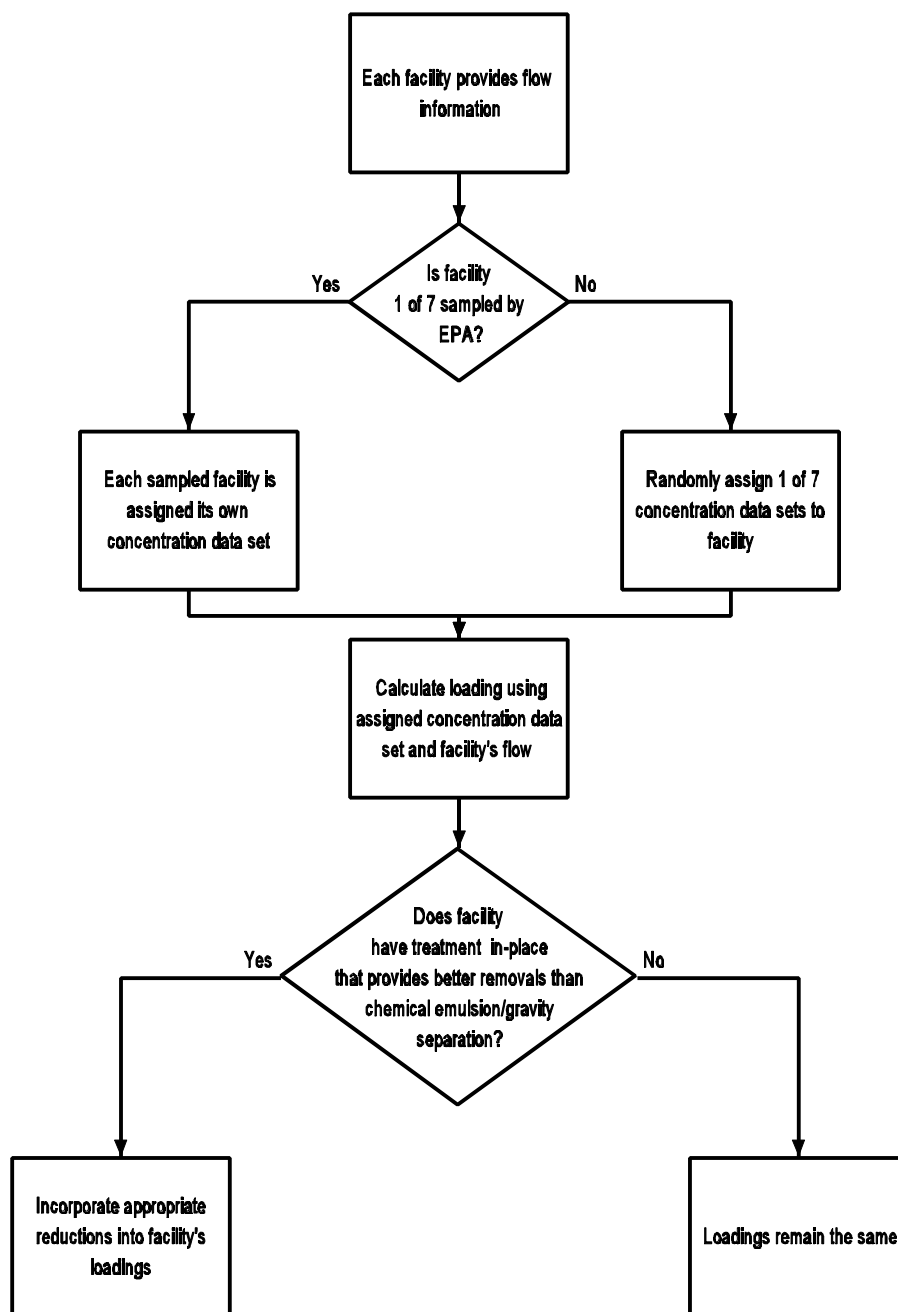 Each facility provides flow
information
Is facility
1 of 7 sampled by
EPA?
Yes
No
Each sampled facility is
assigned its own
concentration data set
Randomly assign 1 of 7
concentration data sets to
facility
Calculate loading using
assigned concentration data
set and facility's flow
Does facility
have treatment in-place
that provides better removals than
chemical emulsion/gravity
separation?
Yes
No
Incorporate appropriate
reductions into facility's
loadings
Loadings remain the same